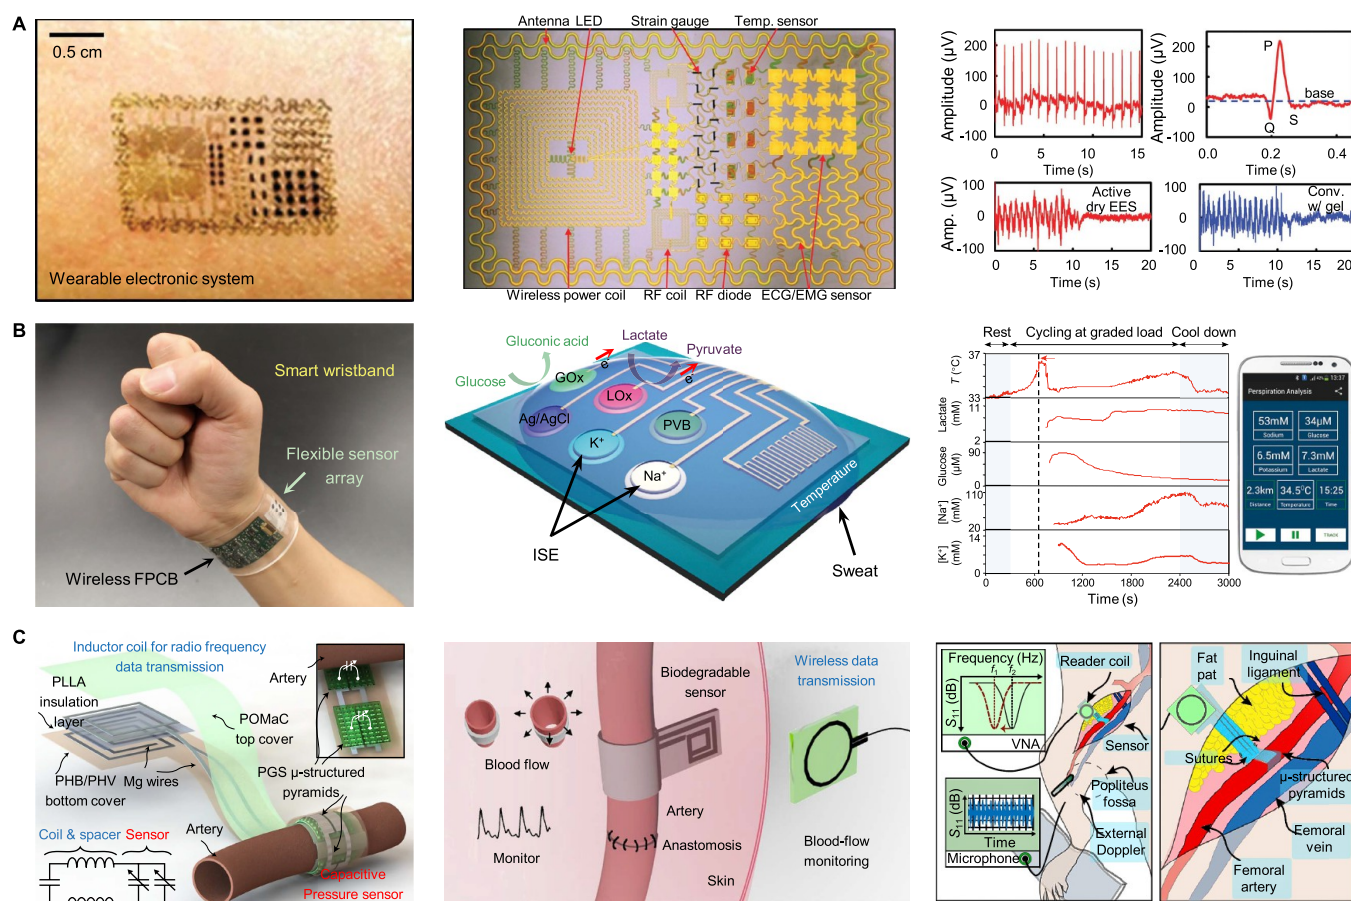 A
0.5 cm
Wearable electronic system
Antenna LED Strain gauge Temp. sensor
Wireless power coil RF coil RF diode ECG/EMG sensor
Amplitude (µV)
200
100
0
-100
0 5 10 15
Time (s)
Amplitude (µV)
200
100
0
-100
P
base
Q S
0.0 0.2 0.4
Time (s)
Amp. (µV)
100
0
-100
Active
dry EES
0 5 10 15 20
Time (s)
100
0
-100
Conv.
w/ gel
0 5 10 15 20
Time (s)
B
Smart wristband
Flexible sensor
array
Wireless FPCB
Gluconic acid
Glucose
e-
Lactate
Pyruvate
e-
GOx
LOx
Ag/AgCl
PVB
K+
Na+
Temperature
ISE
Sweat
Rest Cycling at graded load Cool down
T (°C)
37
33
Lactate
(mM)
11
2
Glucose
(µM)
90
0
[Na+]
(mM)
110
20
[K+]
(mM)
14
0
0 600 1200 1800 2400 3000
Time (s)
13:37
Perspiration Analysis
53mM 34µM
Sodium Glucose
6.5mM 7.3mM
Potassium Lactate
2.3km 34.5°C 15:25
Distance Temperature Time
TRACK
C
Inductor coil for radio frequency
data transmission
PLLA
insulation
layer
POMaC
top cover
PHB/PHV
bottom cover
Mg wires
PGS µ-structured
pyramids
Artery
Artery
Coil & spacer Sensor
Capacitive
Pressure sensor
Blood flow
Monitor
Biodegradable
sensor
Artery
Anastomosis
Skin
Wireless data
transmission
Blood-flow
monitoring
Frequency (Hz)
f1 f2
S11 (dB)
VNA
S11 (dB)
Time
Microphone
Reader coil
Sensor
Popliteus
fossa
External
Doppler
Fat
pat
Inguinal
ligament
Sutures
µ-structured
pyramids
Femoral
vein
Femoral
artery